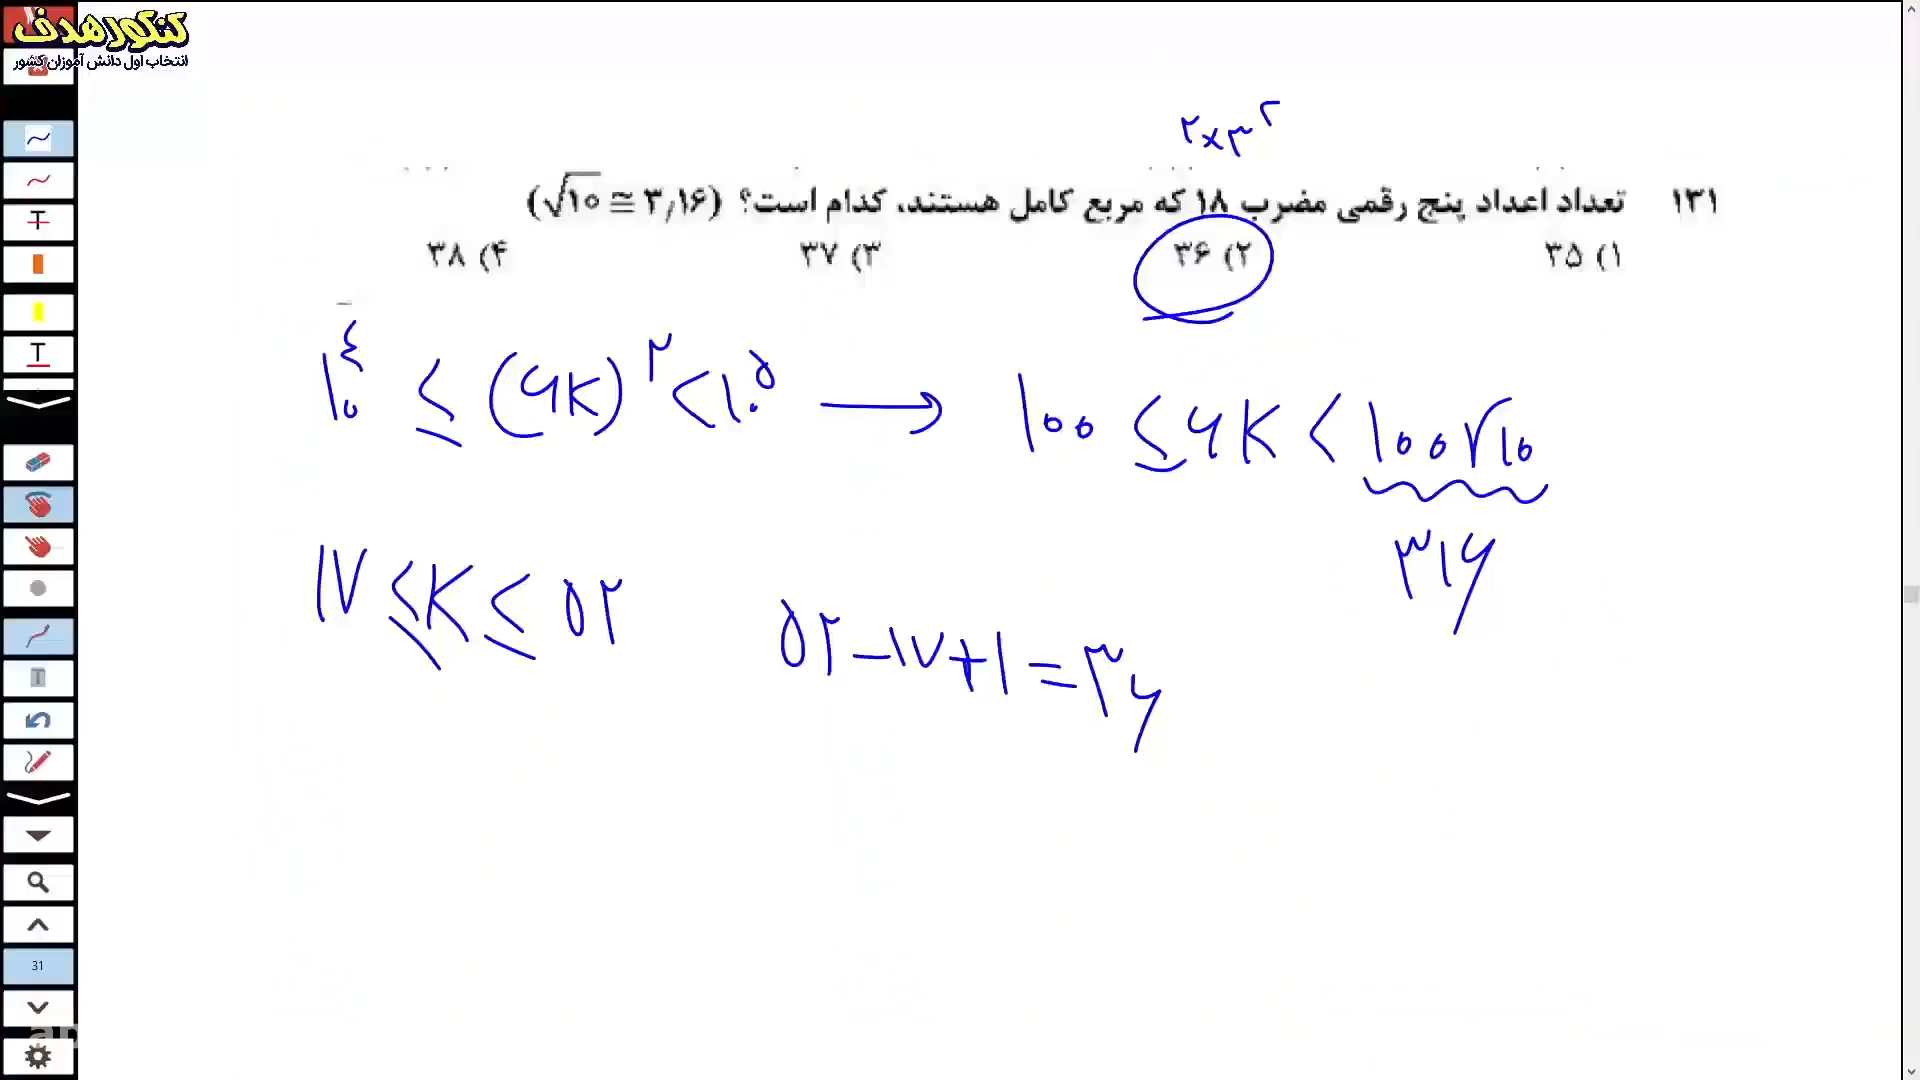 کنکور هدف
انتخاب اول دانش آموزان کشور
۲×۳^۲
۱۳۱ تعداد اعداد پنج رقمی مضرب ۱۸ که مربع کامل هستند، کدام است؟ (√۱۰ ≅ ۳٫۱۶)
۱) ۳۵ ۲) ۳۶ ۳) ۳۷ ۴) ۳۸
۱۰^۴ ≤ (۶K)^۲ < ۱۰^۵ → ۱۰۰ ≤ ۶K < ۱۰۰√۱۰
۳۱۶
۱۷ ≤ K ≤ ۵۲
۵۲ − ۱۷ + ۱ = ۳۶
T
T
T
31